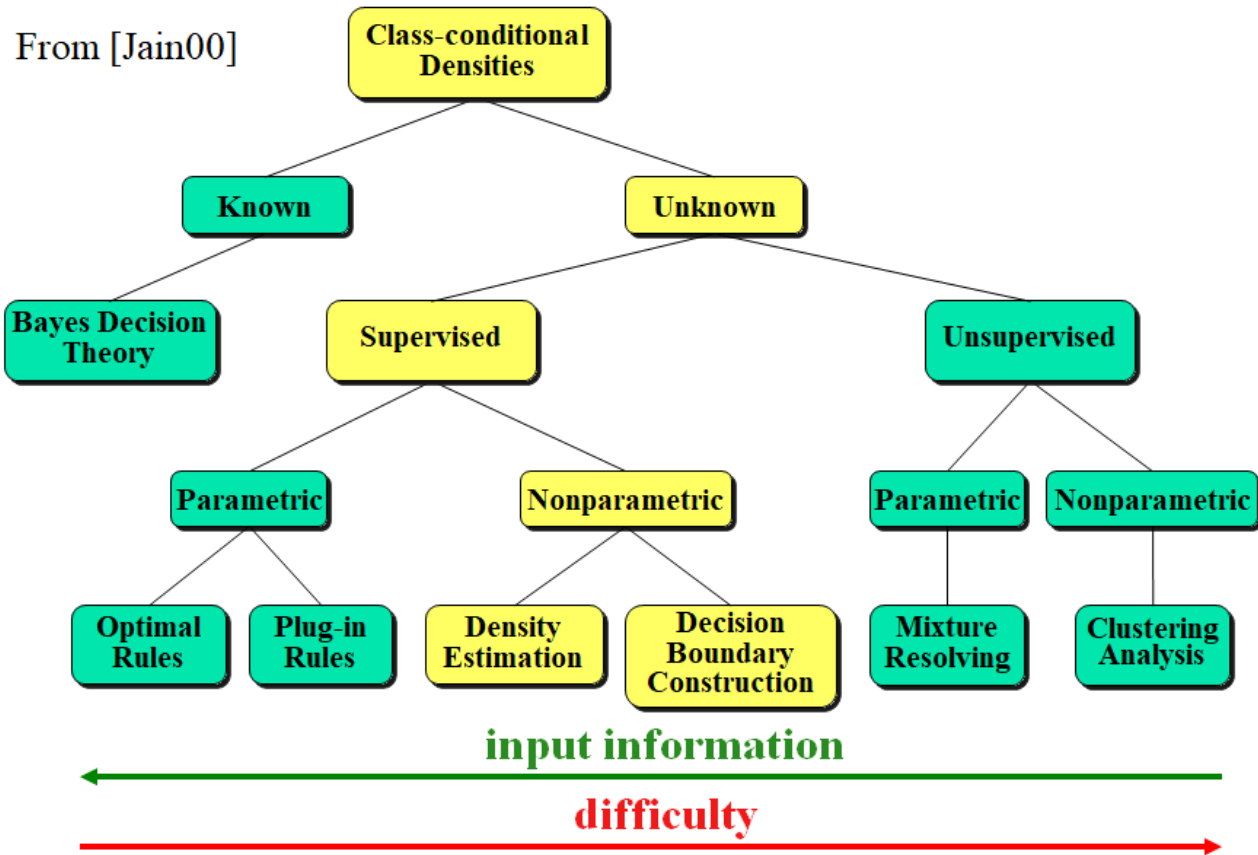 From [Jain00]
Class-conditional
Densities
Known
Unknown
Bayes Decision
Theory
Supervised
Unsupervised
Parametric
Nonparametric
Parametric
Nonparametric
Optimal
Rules
Plug-in
Rules
Density
Estimation
Decision
Boundary
Construction
Mixture
Resolving
Clustering
Analysis
input information
difficulty